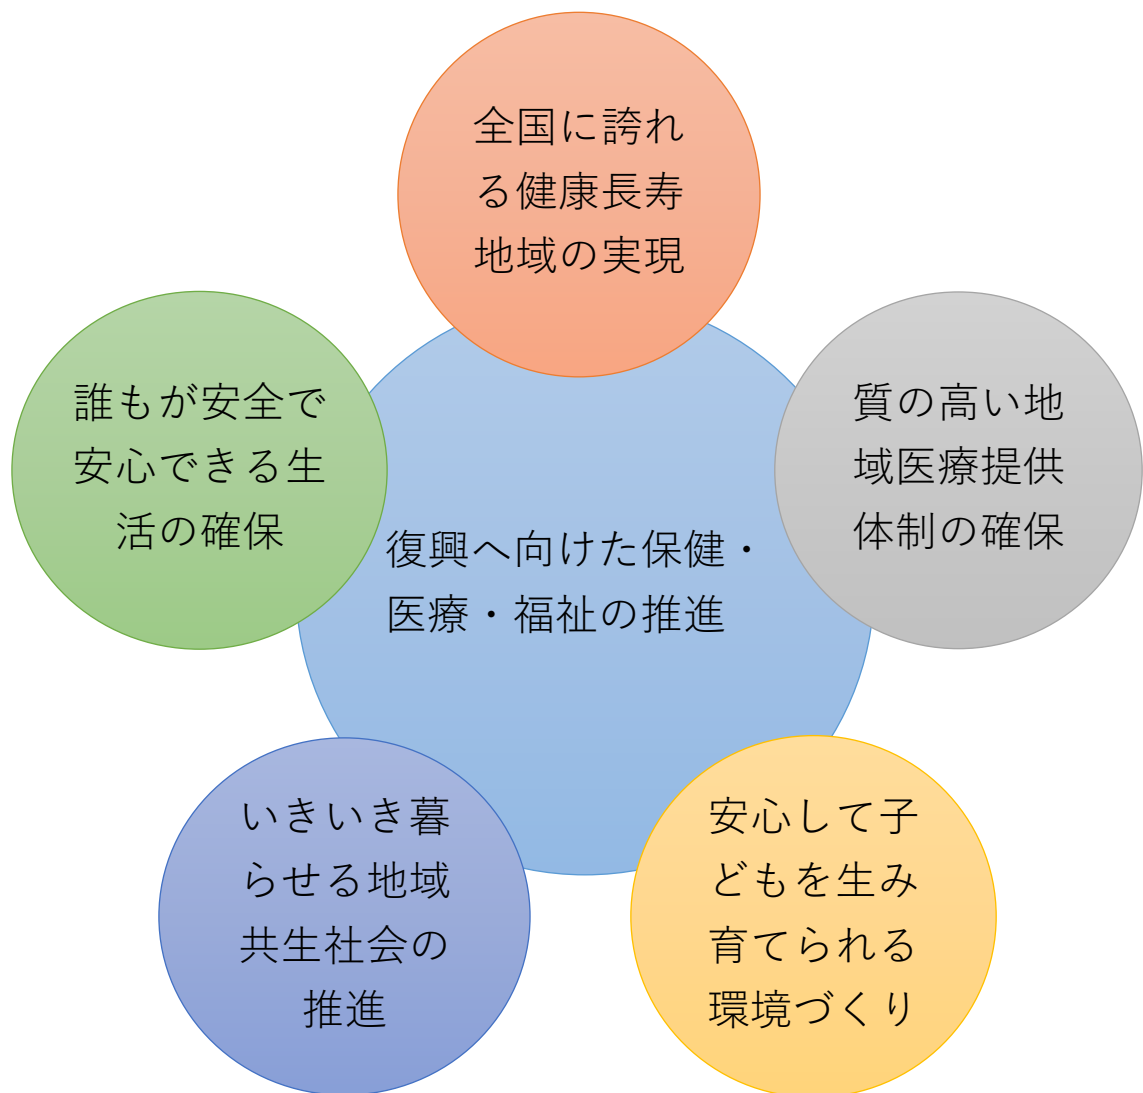 全国に誇れ
る健康長寿
地域の実現
誰もが安全で
安心できる生
活の確保
質の高い地
域医療提供
体制の確保
復興へ向けた保健・
医療・福祉の推進
いきいき暮
らせる地域
共生社会の
推進
安心して子
どもを生み
育てられる
環境づくり